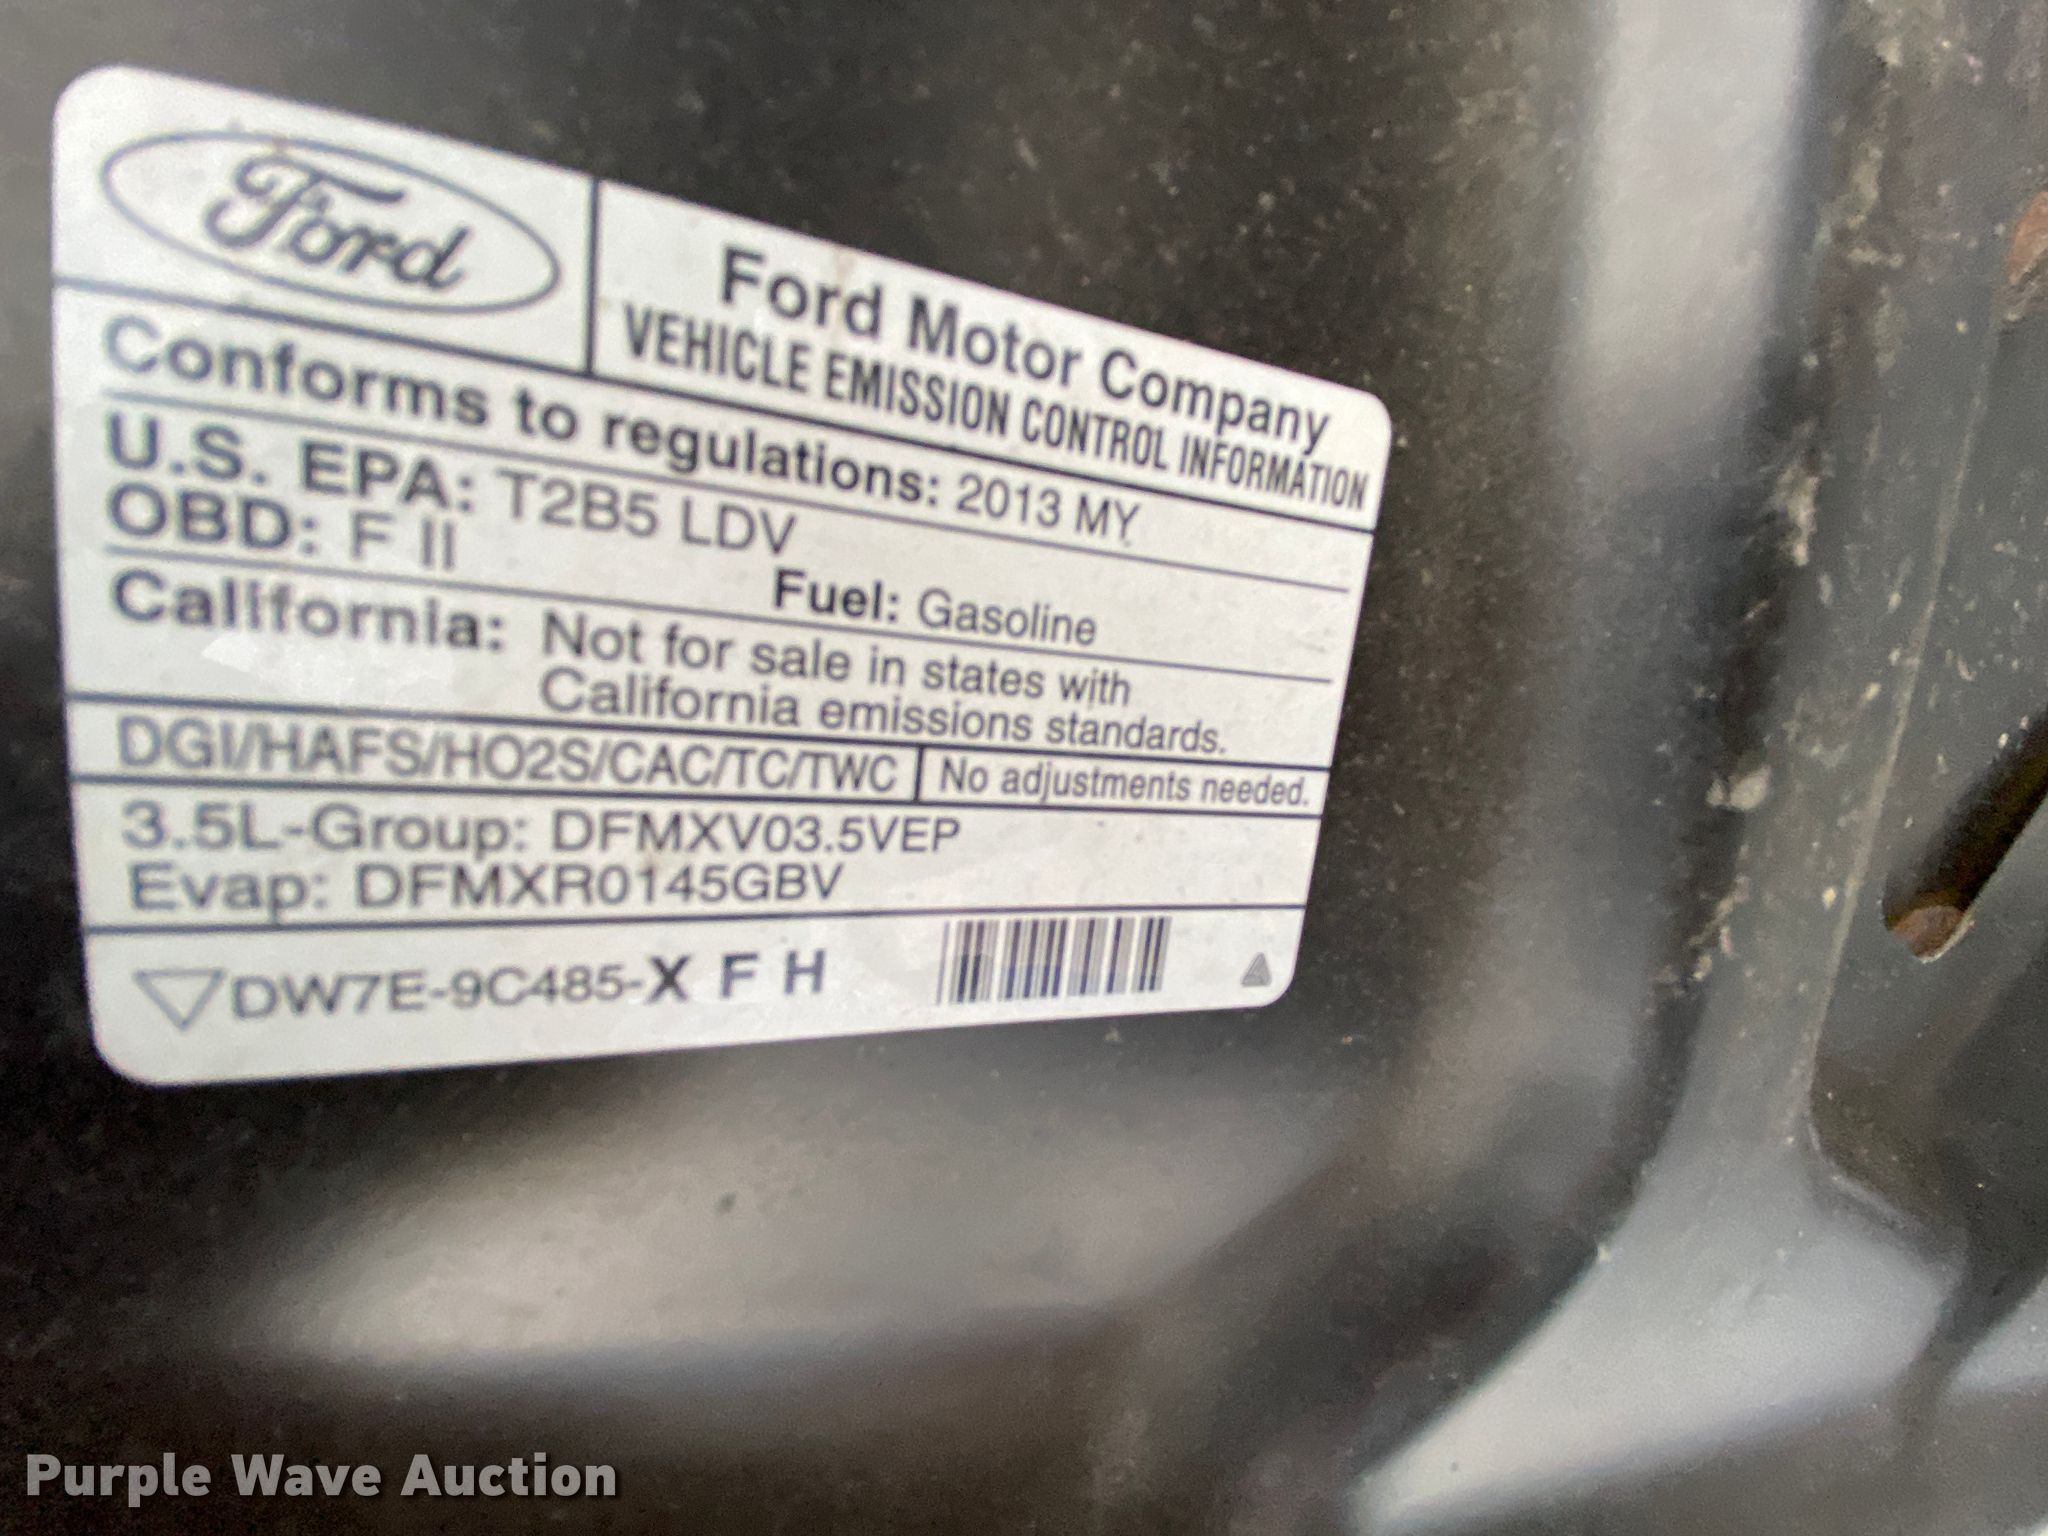 Ford
Ford Motor Company
VEHICLE EMISSION CONTROL INFORMATION
Conforms to regulations: 2013 MY
U.S. EPA: T2B5 LDV
OBD: F II
Fuel: Gasoline
California: Not for sale in states with
California emissions standards.
DGI/HAFS/HO2S/CAC/TC/TWC
No adjustments needed.
3.5L-Group: DFMXV03.5VEP
Evap: DFMXR0145GBV
DW7E-9C485-X F H
Purple Wave Auction